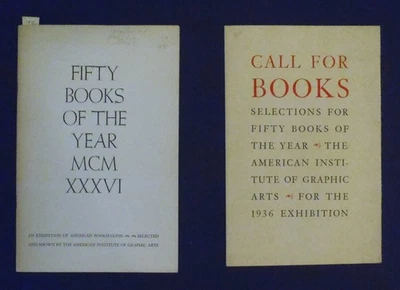 FIFTY
BOOKS
OF THE
YEAR
MCM
XXXVI
AN EXHIBITION OF AMERICAN BOOKMAKING SELECTED
AND SHOWN BY THE AMERICAN INSTITUTE OF GRAPHIC ARTS
CALL FOR
BOOKS
SELECTIONS FOR
FIFTY BOOKS OF
THE YEAR THE
AMERICAN INSTI-
TUTE OF GRAPHIC
ARTS FOR THE
1936 EXHIBITION